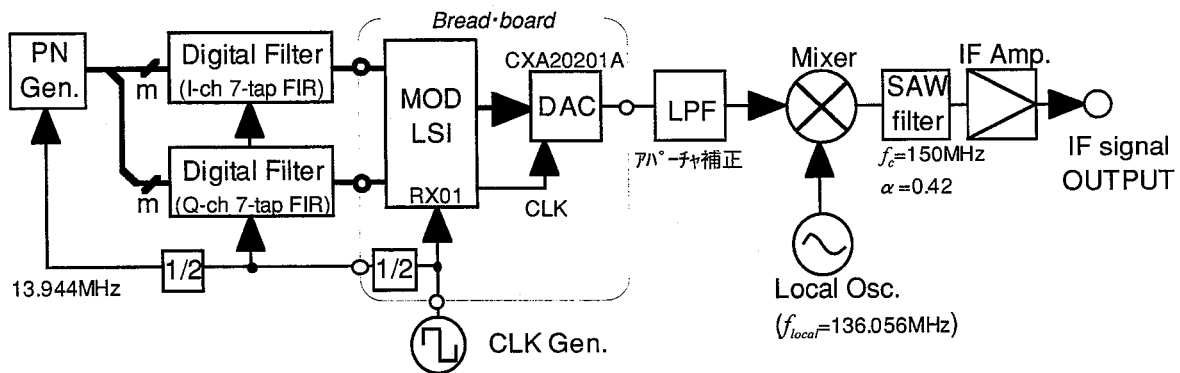 Bread・board
PN
Gen.
m
Digital Filter
(I-ch 7-tap FIR)
m
Digital Filter
(Q-ch 7-tap FIR)
MOD
LSI
RX01
CXA20201A
DAC
CLK
LPF
アパーチャ補正
Mixer
SAW
filter
fc=150MHz
α=0.42
IF Amp.
IF signal
OUTPUT
1/2
1/2
13.944MHz
CLK Gen.
Local Osc.
(flocal=136.056MHz)